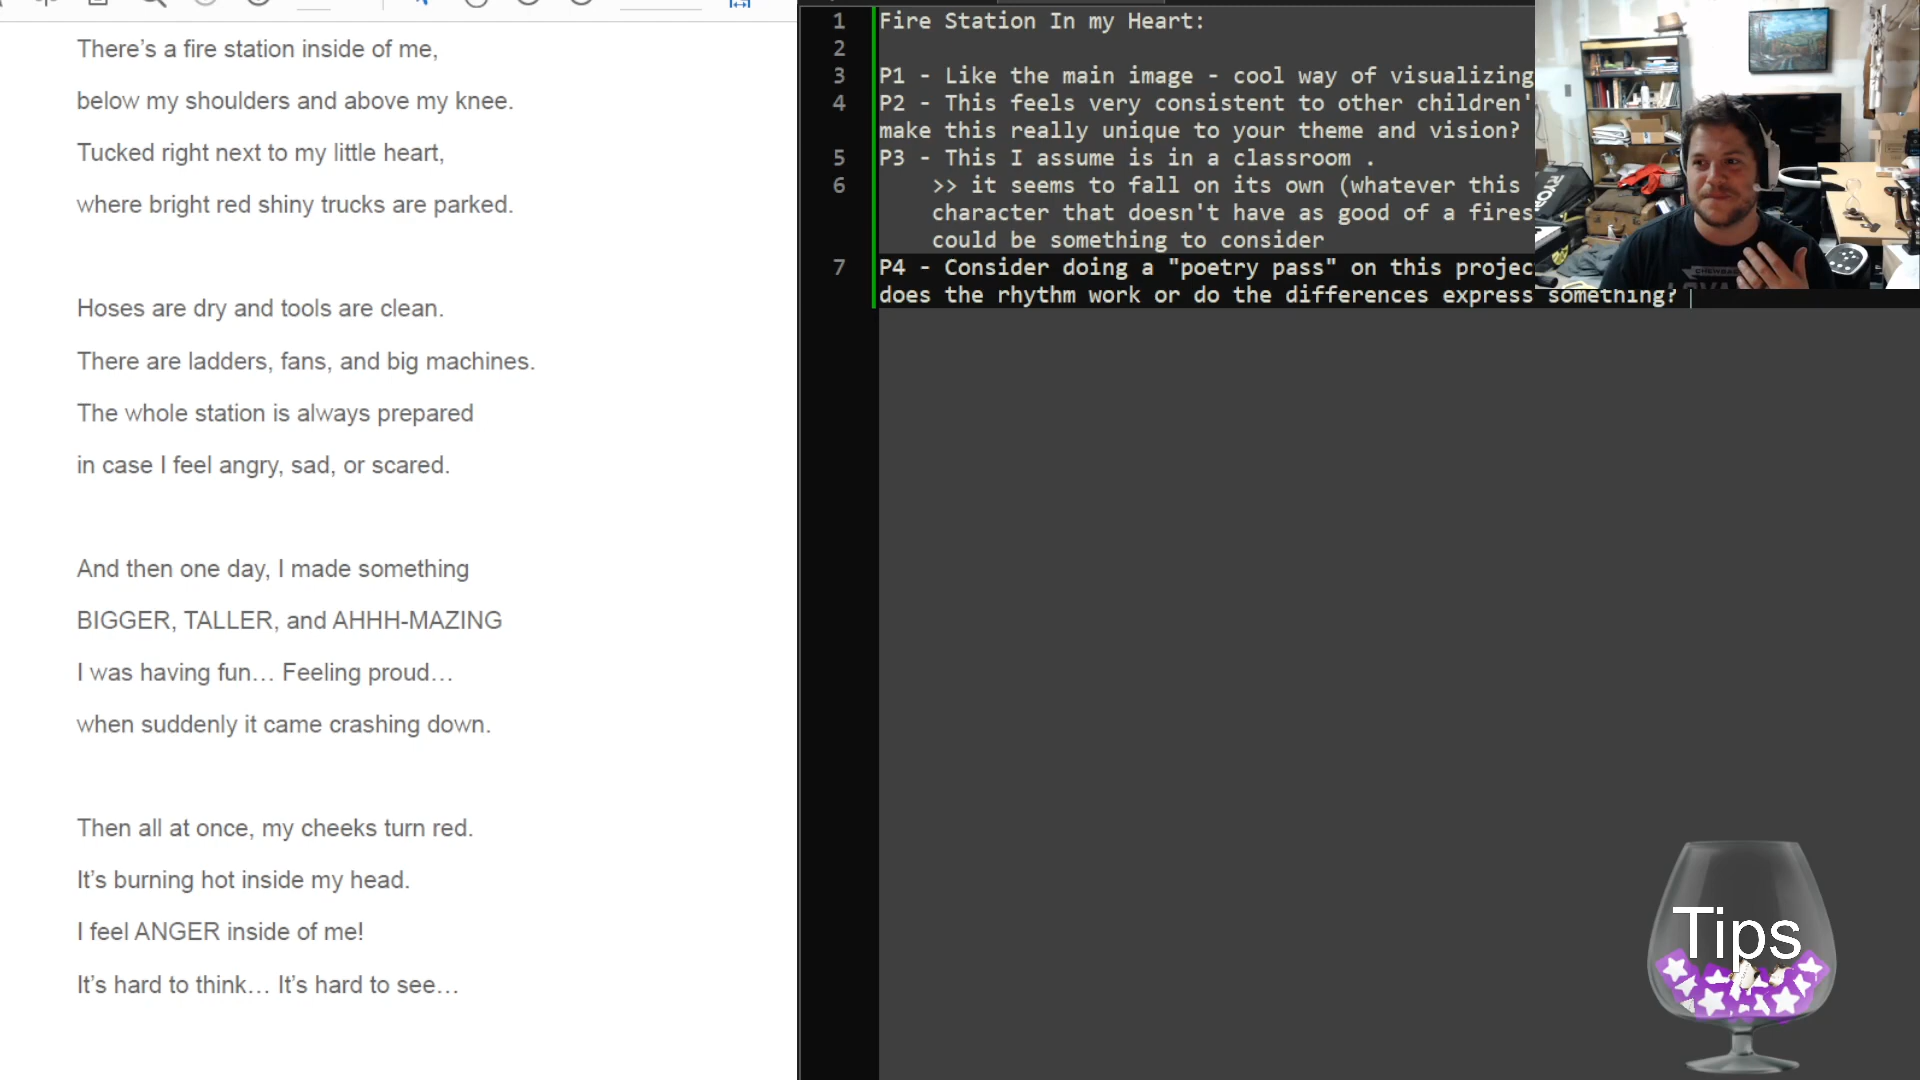 There's a fire station inside of me,
below my shoulders and above my knee.
Tucked right next to my little heart,
where bright red shiny trucks are parked.
Hoses are dry and tools are clean.
There are ladders, fans, and big machines.
The whole station is always prepared
in case I feel angry, sad, or scared.
And then one day, I made something
BIGGER, TALLER, and AHHH-MAZING
I was having fun… Feeling proud…
when suddenly it came crashing down.
Then all at once, my cheeks turn red.
It's burning hot inside my head.
I feel ANGER inside of me!
It's hard to think… It's hard to see…
1 Fire Station In my Heart:
2
3 P1 - Like the main image - cool way of visualizing
4 P2 - This feels very consistent to other children'
make this really unique to your theme and vision?
5 P3 - This I assume is in a classroom .
6 >> it seems to fall on its own (whatever this
character that doesn't have as good of a fires
could be something to consider
7 P4 - Consider doing a "poetry pass" on this projec
does the rhythm work or do the differences express something?
RYOBI
Tips